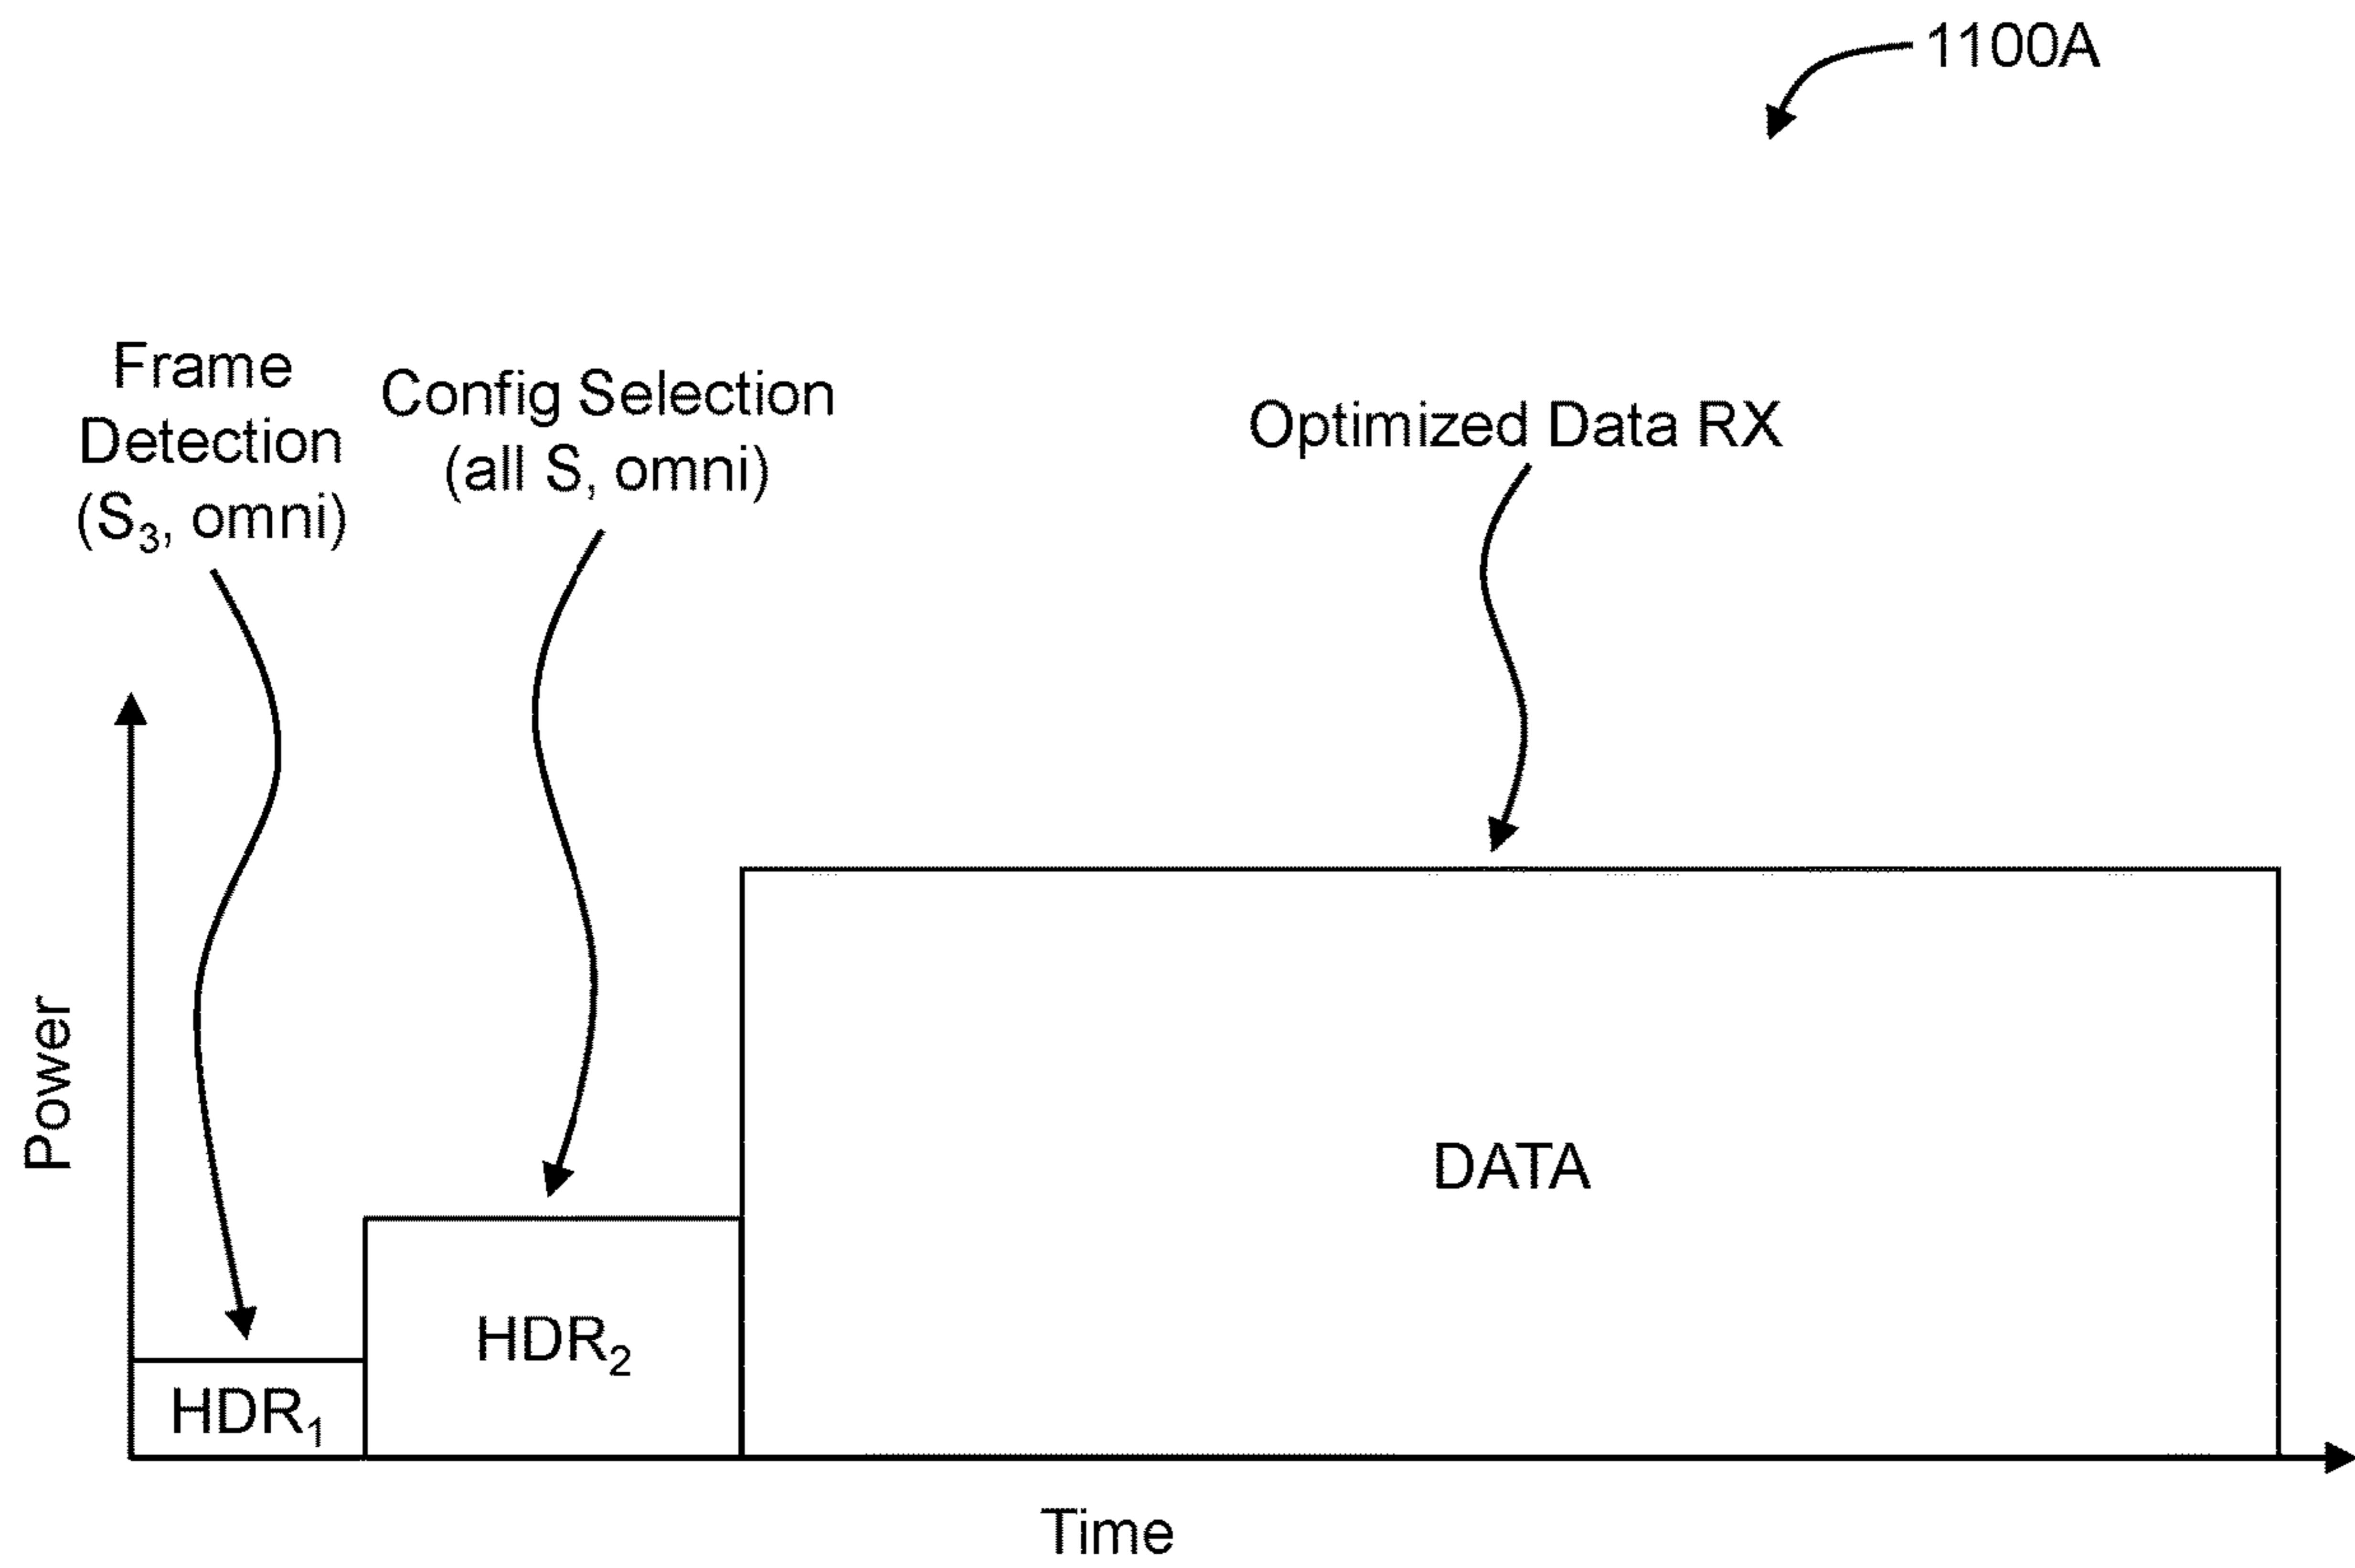 1100A
Frame
Detection
(S₃, omni)
Config Selection
(all S, omni)
Optimized Data RX
Power
HDR₁
HDR₂
DATA
Time